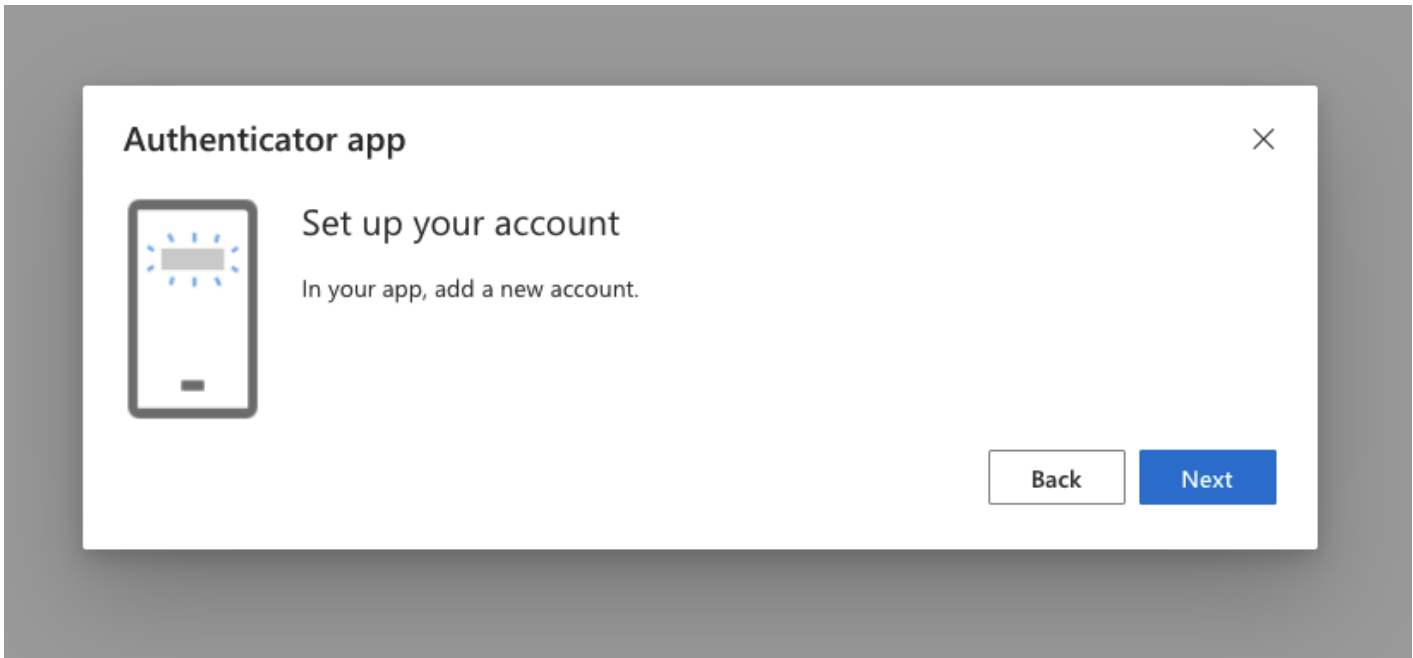 Authenticator app
Set up your account
In your app, add a new account.
Back
Next